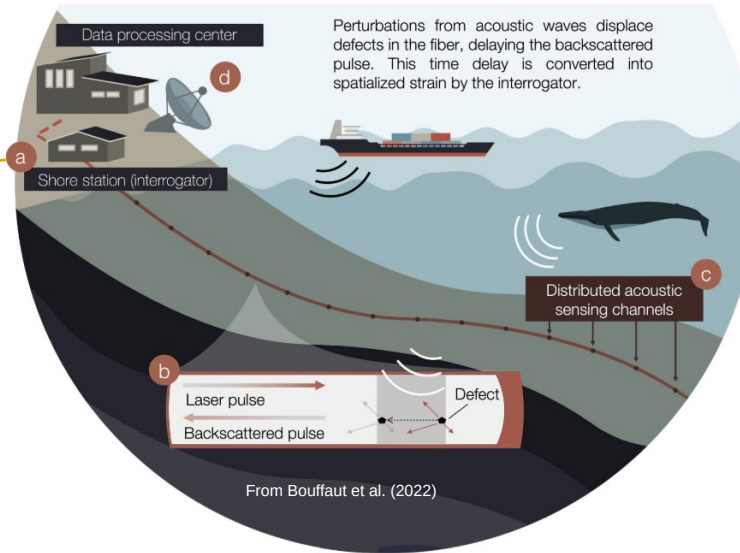 Data processing center
Perturbations from acoustic waves displace
defects in the fiber, delaying the backscattered
pulse. This time delay is converted into
spatialized strain by the interrogator.
d
a
Shore station (interrogator)
c
Distributed acoustic
sensing channels
b
Laser pulse
Defect
Backscattered pulse
From Bouffaut et al. (2022)